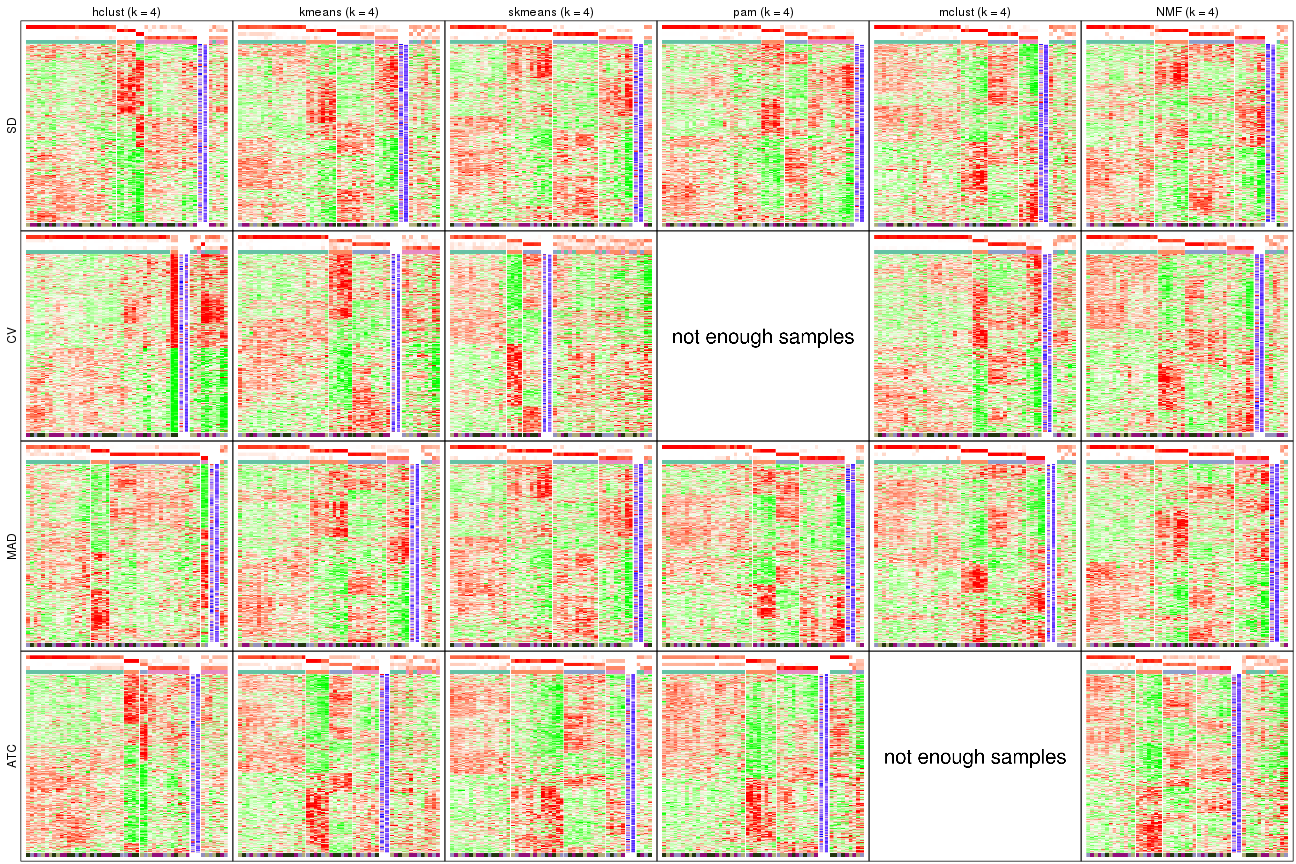 hclust (k = 4)
kmeans (k = 4)
skmeans (k = 4)
pam (k = 4)
mclust (k = 4)
NMF (k = 4)
SD
CV
not enough samples
MAD
ATC
not enough samples